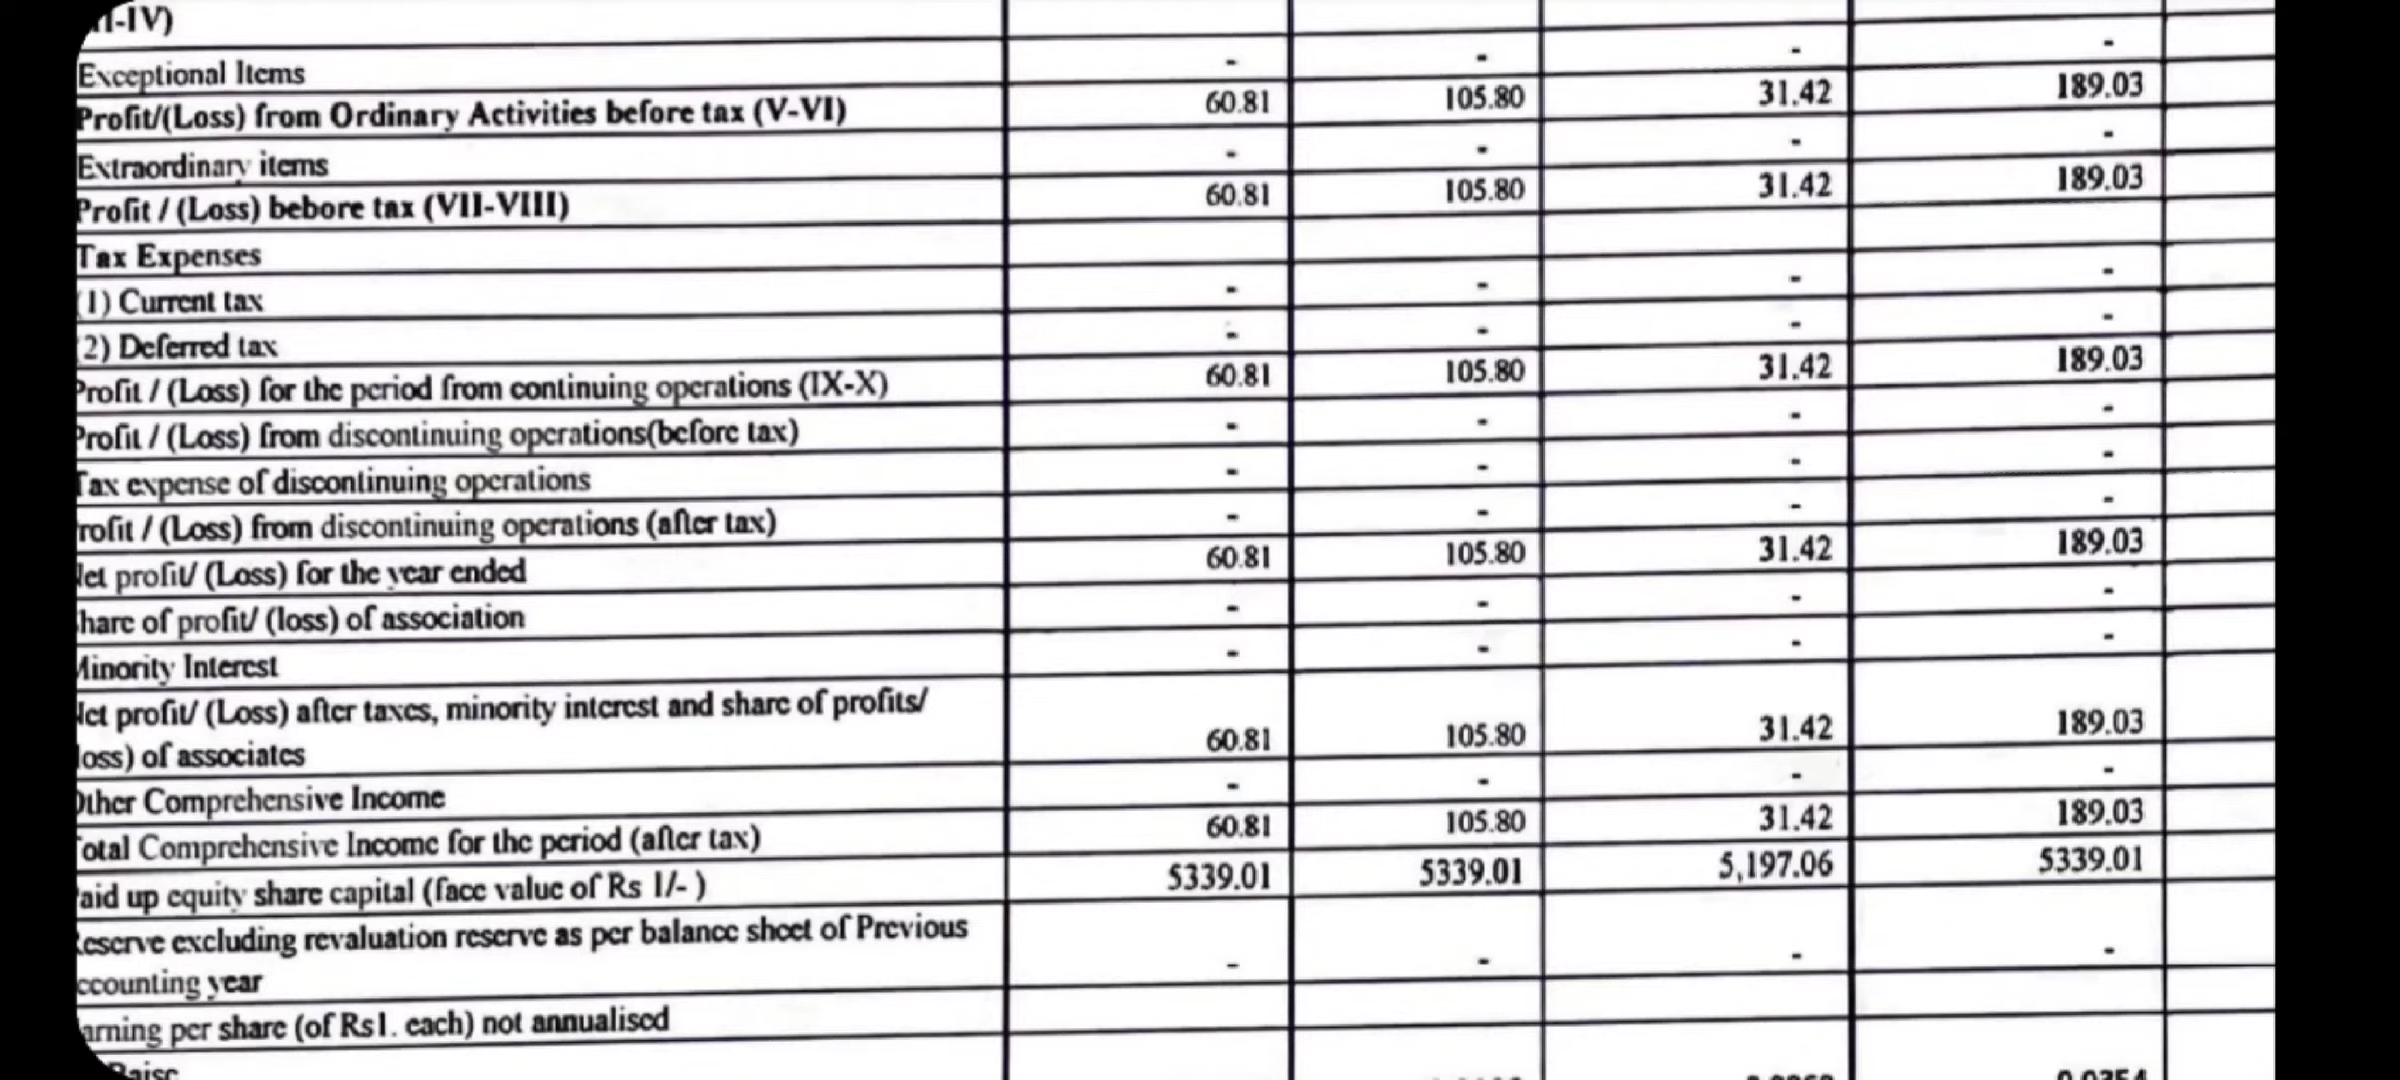 I-IV)
Exceptional Items - - - -
Profit/(Loss) from Ordinary Activities before tax (V-VI) 60.81 105.80 31.42 189.03
Extraordinary items - - - -
Profit / (Loss) bebore tax (VII-VIII) 60.81 105.80 31.42 189.03
Tax Expenses
1) Current tax - - - -
2) Deferred tax - - - -
Profit / (Loss) for the period from continuing operations (IX-X) 60.81 105.80 31.42 189.03
Profit / (Loss) from discontinuing operations(before tax) - - - -
Tax expense of discontinuing operations - - - -
rofit / (Loss) from discontinuing operations (after tax) - - - -
let profit/ (Loss) for the year ended 60.81 105.80 31.42 189.03
hare of profit/ (loss) of association - - - -
Minority Interest - - - -
let profit/ (Loss) after taxes, minority interest and share of profits/
loss) of associates 60.81 105.80 31.42 189.03
Other Comprehensive Income - - - -
otal Comprehensive Income for the period (after tax) 60.81 105.80 31.42 189.03
aid up equity share capital (face value of Rs 1/- ) 5339.01 5339.01 5,197.06 5339.01
eserve excluding revaluation reserve as per balance sheet of Previous
ccounting year - - - -
arning per share (of Rs1. each) not annualised